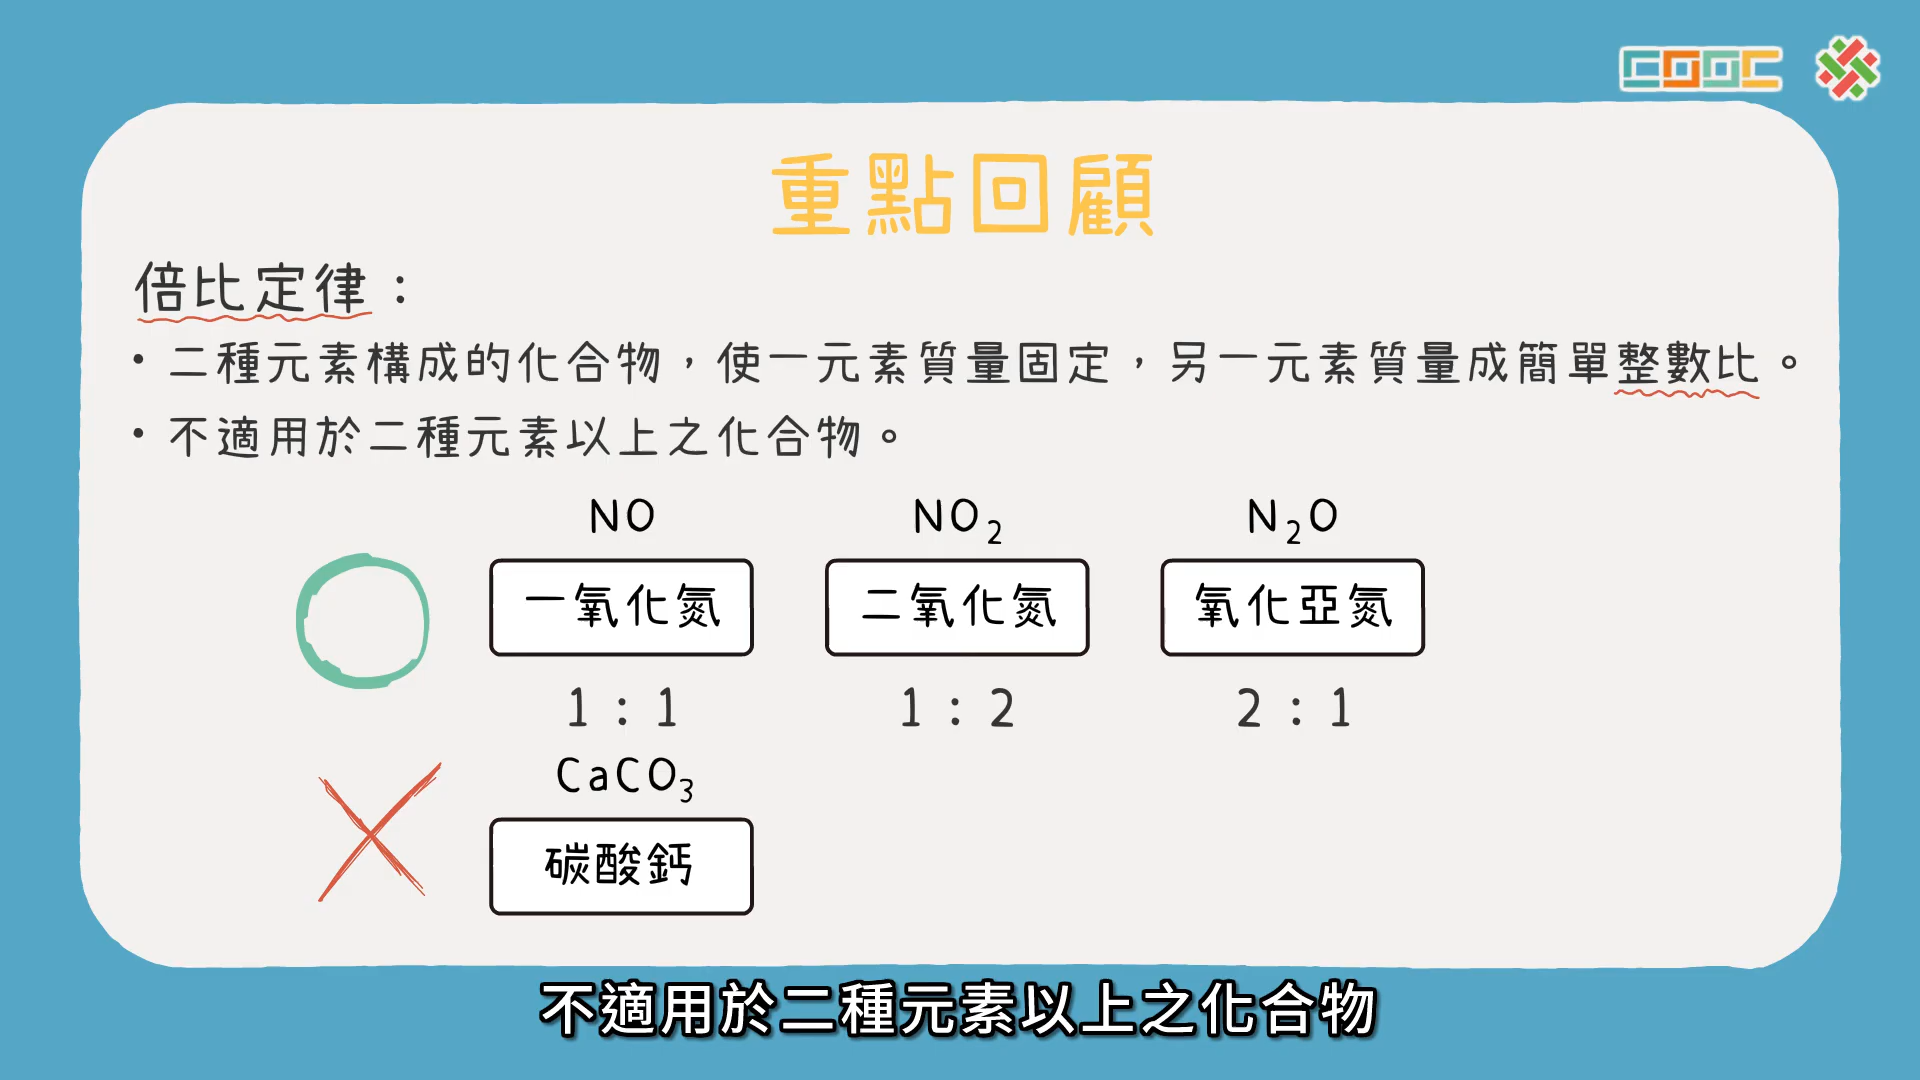 COOC
重點回顧
倍比定律：
• 二種元素構成的化合物，使一元素質量固定，另一元素質量成簡單整數比。
• 不適用於二種元素以上之化合物。
NO NO₂ N₂O
一氧化氮 二氧化氮 氧化亞氮
1 : 1 1 : 2 2 : 1
CaCO₃
碳酸鈣
不適用於二種元素以上之化合物